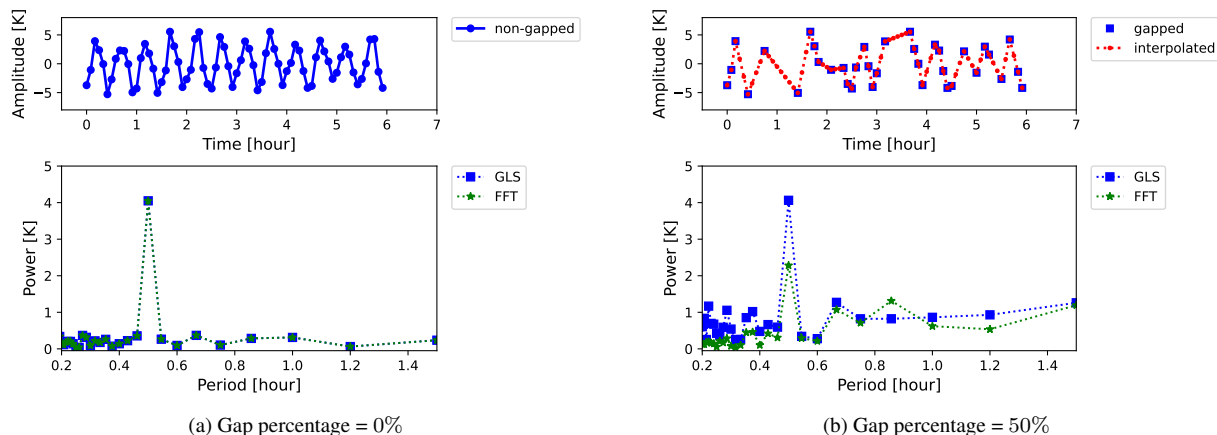 Amplitude [K]
5
0
−5
0 1 2 3 4 5 6 7
Time [hour]
non-gapped
Power [K]
5
4
3
2
1
0
0.2 0.4 0.6 0.8 1.0 1.2 1.4
Period [hour]
GLS
FFT
(a) Gap percentage = 0%
Amplitude [K]
5
0
−5
0 1 2 3 4 5 6 7
Time [hour]
gapped
interpolated
Power [K]
5
4
3
2
1
0
0.2 0.4 0.6 0.8 1.0 1.2 1.4
Period [hour]
GLS
FFT
(b) Gap percentage = 50%